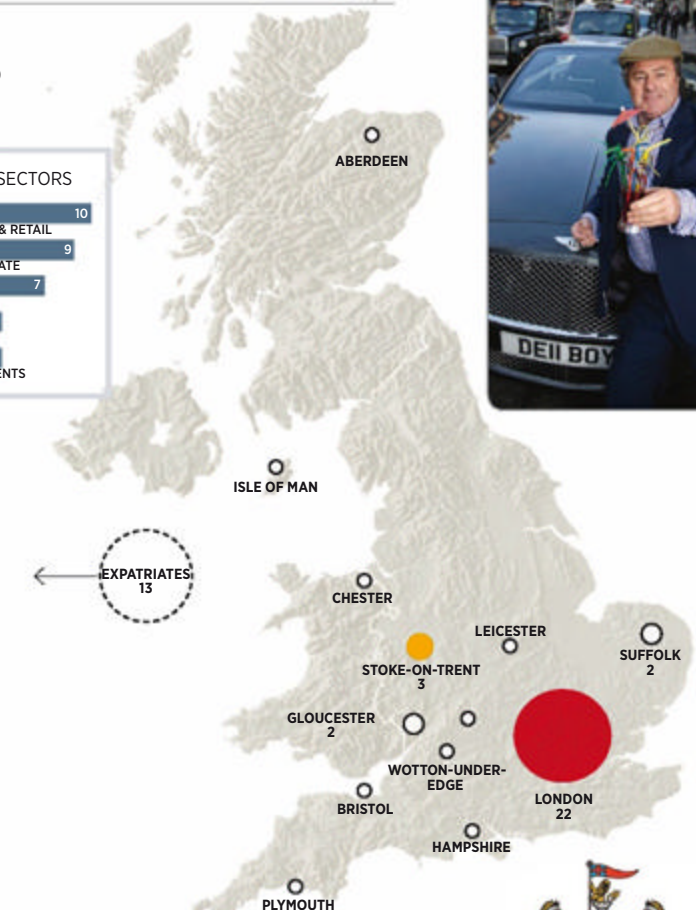 SECTORS
10
& RETAIL
9
ATE
7
ENTS
ABERDEEN
DE11 BOY
ISLE OF MAN
EXPATRIATES
13
CHESTER
LEICESTER
STOKE-ON-TRENT
3
SUFFOLK
2
GLOUCESTER
2
WOTTON-UNDER-
EDGE
LONDON
22
BRISTOL
HAMPSHIRE
PLYMOUTH